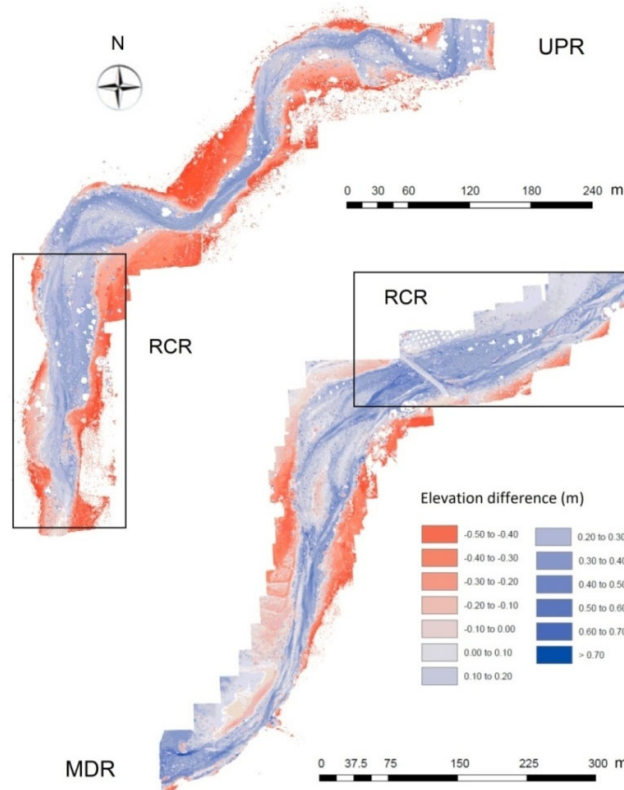 N
UPR
0 30 60 120 180 240 m
RCR
RCR
Elevation difference (m)
-0.50 to -0.40
-0.40 to -0.30
-0.30 to -0.20
-0.20 to -0.10
-0.10 to 0.00
0.00 to 0.10
0.10 to 0.20
0.20 to 0.30
0.30 to 0.40
0.40 to 0.50
0.50 to 0.60
0.60 to 0.70
> 0.70
MDR
0 37.5 75 150 225 300 m